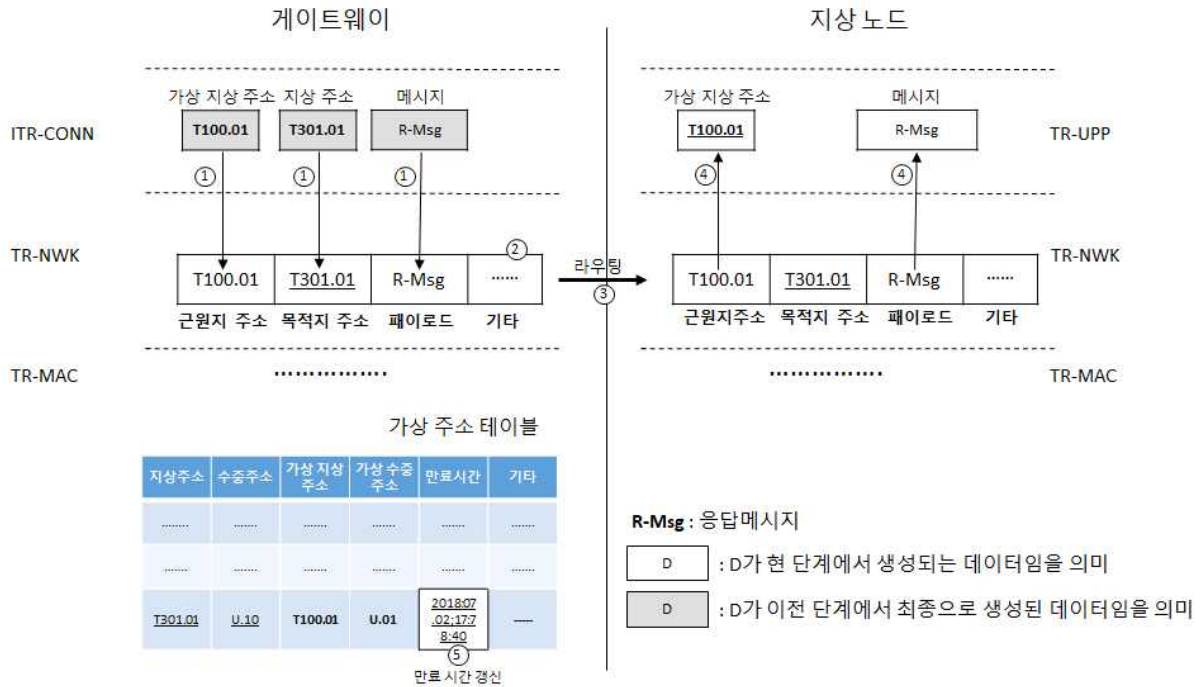 게이트웨이
지상 노드
가상 지상 주소 지상 주소 메시지
가상 지상 주소 메시지
ITR-CONN
T100.01 T301.01 R-Msg
T100.01 R-Msg
TR-UPP
① ① ①
④ ④
TR-NWK
②
T100.01 T301.01 R-Msg ......
근원지 주소 목적지 주소 패이로드 기타
라우팅
③
TR-NWK
T100.01 T301.01 R-Msg ......
근원지주소 목적지 주소 패이로드 기타
TR-MAC
...............
...............
TR-MAC
가상 주소 테이블
지상주소 수중주소 가상 지상 주소 가상 수중 주소 만료시간 기타
........ ....... ....... ....... ....... .......
........ ....... ....... ....... ....... .......
T301.01 U.10 T100.01 U.01 2018:07.02;17:78:40 ------
⑤
만료 시간 갱신
R-Msg : 응답메시지
D : D가 현 단계에서 생성되는 데이터임을 의미
D : D가 이전 단계에서 최종으로 생성된 데이터임을 의미